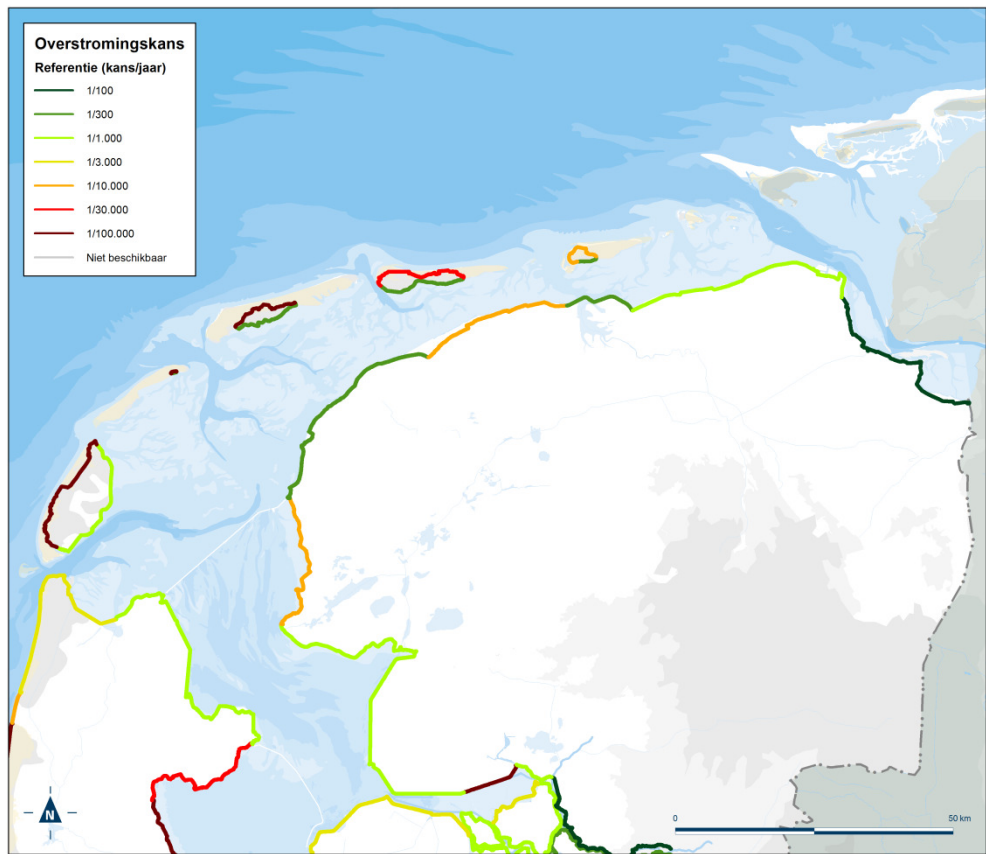 Overstromingskans
Referentie (kans/jaar)
1/100
1/300
1/1.000
1/3.000
1/10.000
1/30.000
1/100.000
Niet beschikbaar
N
0 50 km